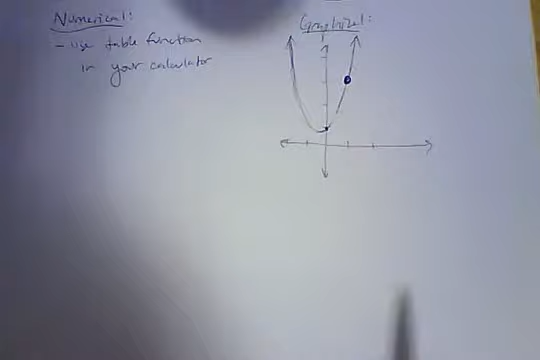 Numerical:
- Use table function
in your calculator
Graphical: